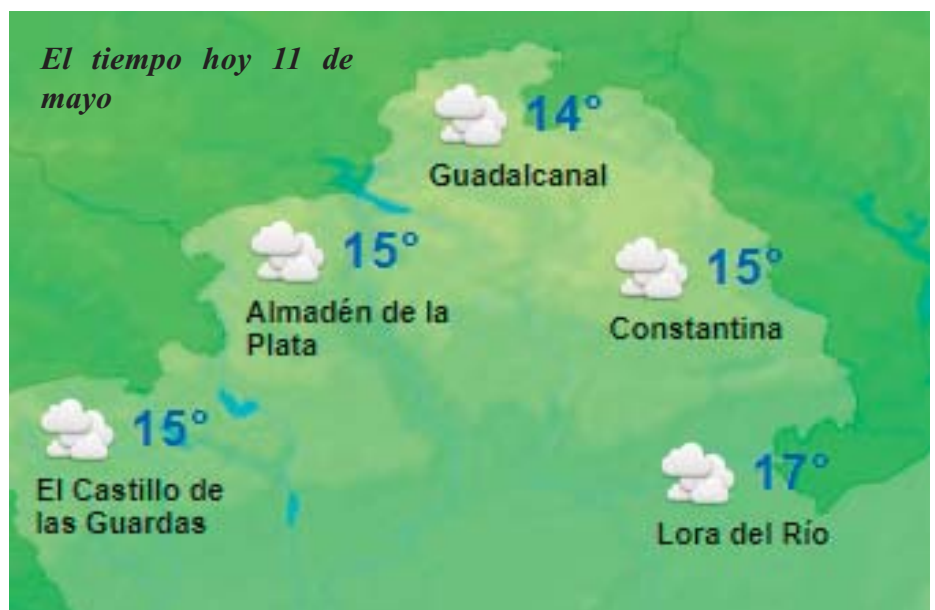 El tiempo hoy 11 de
mayo
14°
Guadalcanal
15°
Almadén de la
Plata
15°
Constantina
15°
El Castillo de
las Guardas
17°
Lora del Río